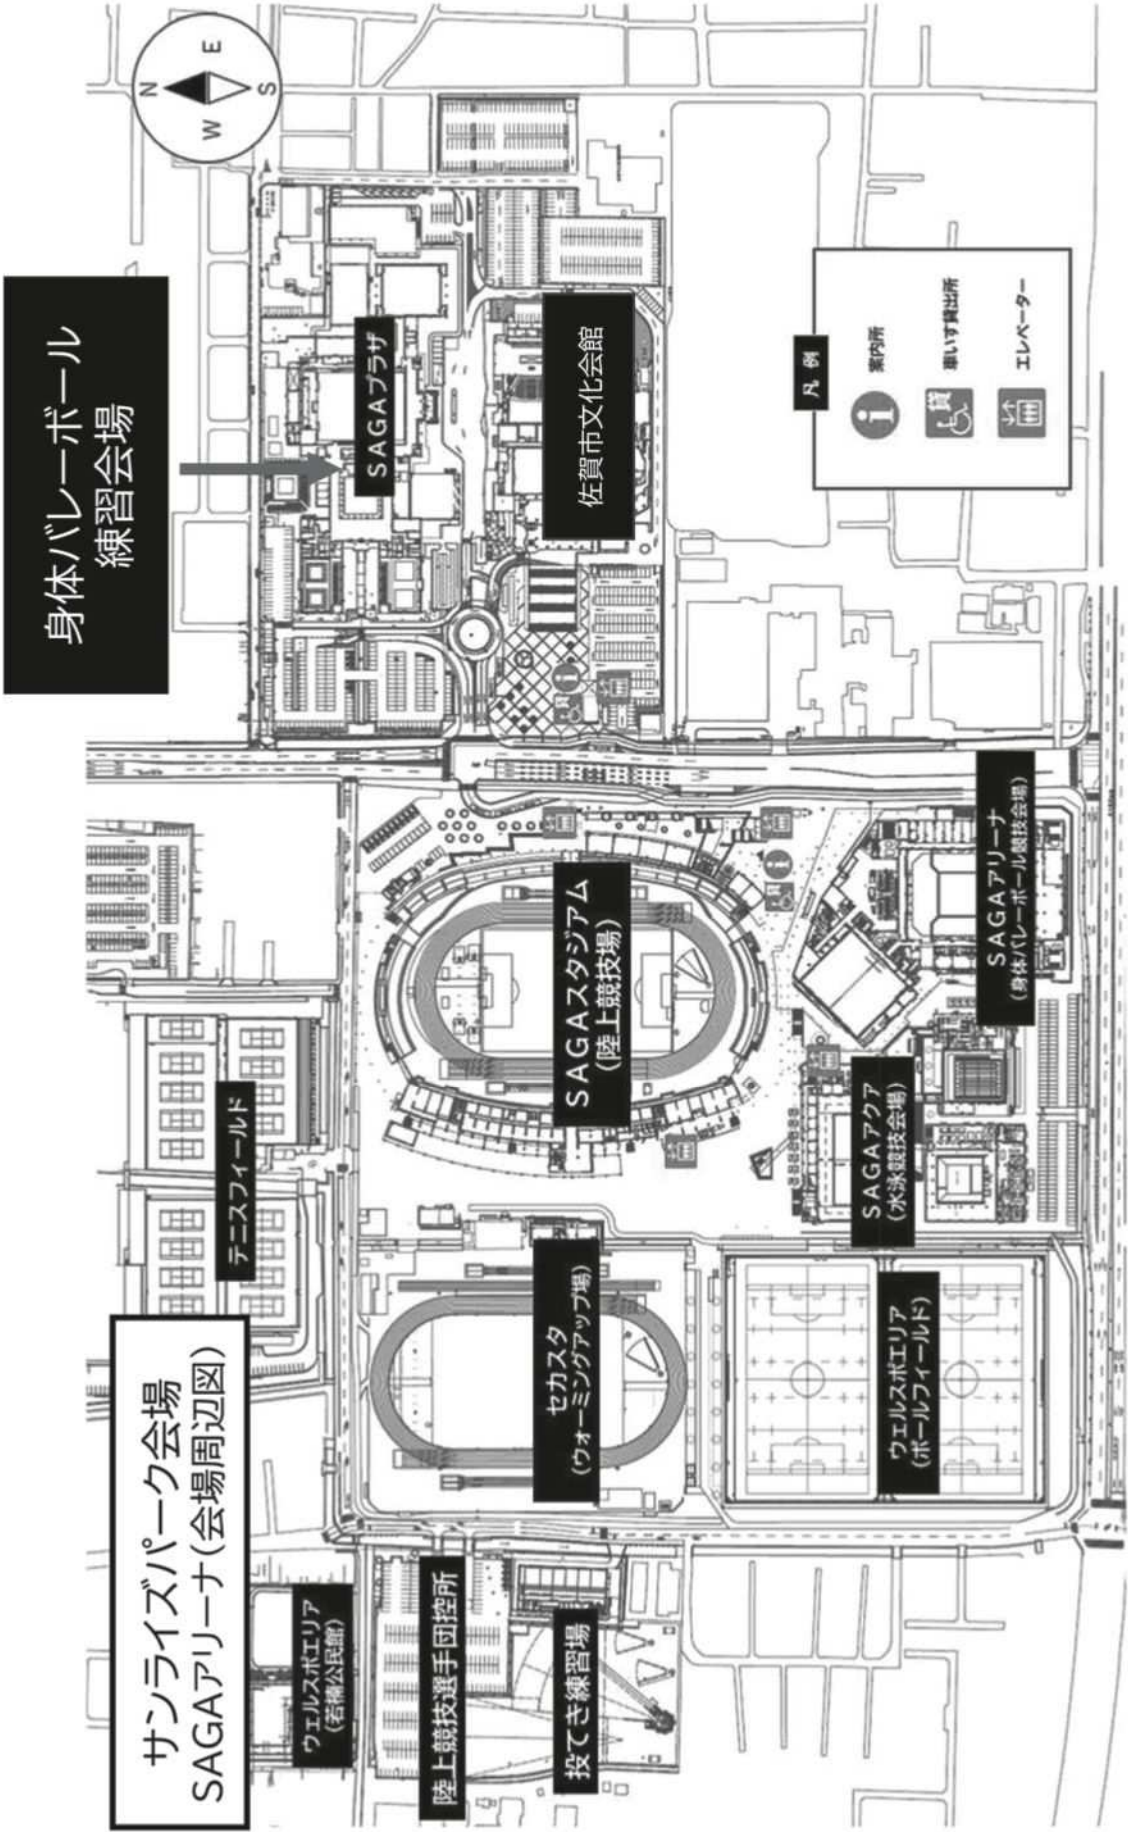 サンライズパーク会場
SAGAアリーナ(会場周辺図)
身体バレーボール
練習会場
N
E
W
S
ウェルスポエリア
(若楠公民館)
テニスフィールド
SAGAプラザ
陸上競技選手団控所
投てき練習場
セカスタ
(ウォーミングアップ場)
SAGAスタジアム
(陸上競技場)
佐賀市文化会館
ウェルスポエリア
(ボールフィールド)
SAGAアクア
(水泳競技会場)
SAGAアリーナ
(身体バレーボール競技会場)
凡例
案内所
貸
車いす貸出所
エレベーター